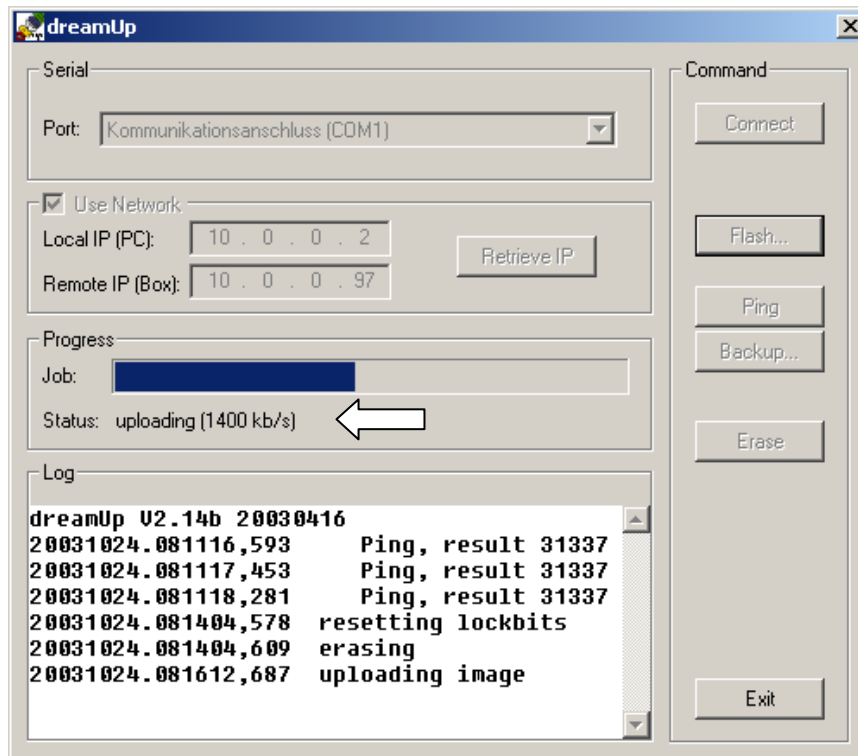 dreamUp
Serial
Port: Kommunikationsanschluss (COM1)
Use Network
Local IP (PC): 10 . 0 . 0 . 2
Remote IP (Box): 10 . 0 . 0 . 97
Retrieve IP
Progress
Job:
Status: uploading (1400 kb/s)
Log
dreamUp V2.14b 20030416
20031024.081116,593 Ping, result 31337
20031024.081117,453 Ping, result 31337
20031024.081118,281 Ping, result 31337
20031024.081404,578 resetting lockbits
20031024.081404,609 erasing
20031024.081612,687 uploading image
Command
Connect
Flash...
Ping
Backup...
Erase
Exit